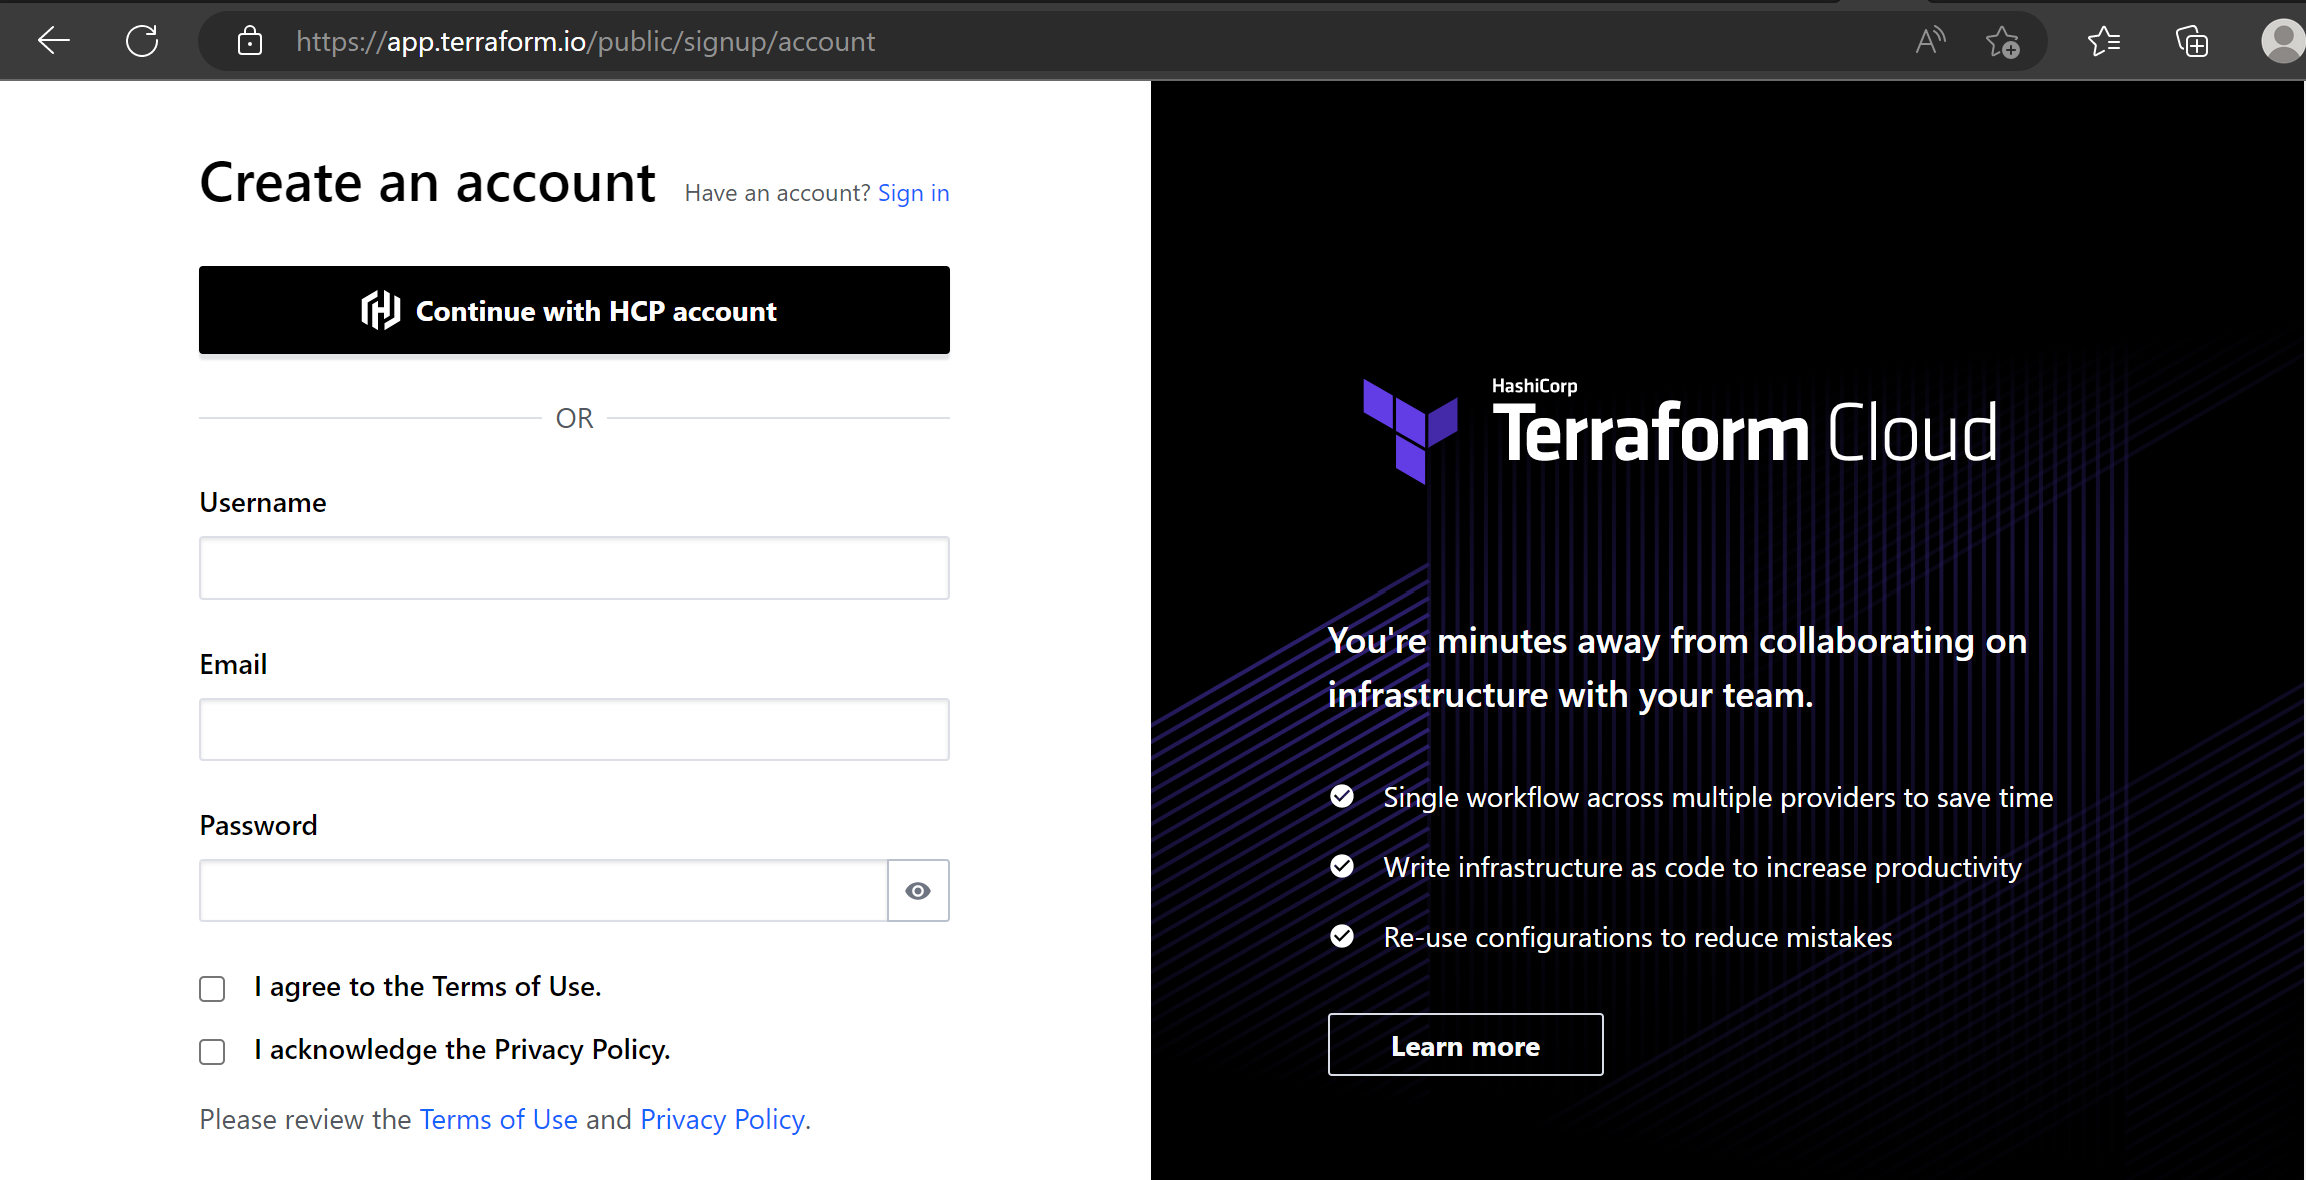 https://app.terraform.io/public/signup/account
Create an account
Have an account? Sign in
Continue with HCP account
OR
Username
Email
Password
I agree to the Terms of Use.
I acknowledge the Privacy Policy.
Please review the Terms of Use and Privacy Policy.
HashiCorp
Terraform Cloud
You're minutes away from collaborating on
infrastructure with your team.
Single workflow across multiple providers to save time
Write infrastructure as code to increase productivity
Re-use configurations to reduce mistakes
Learn more